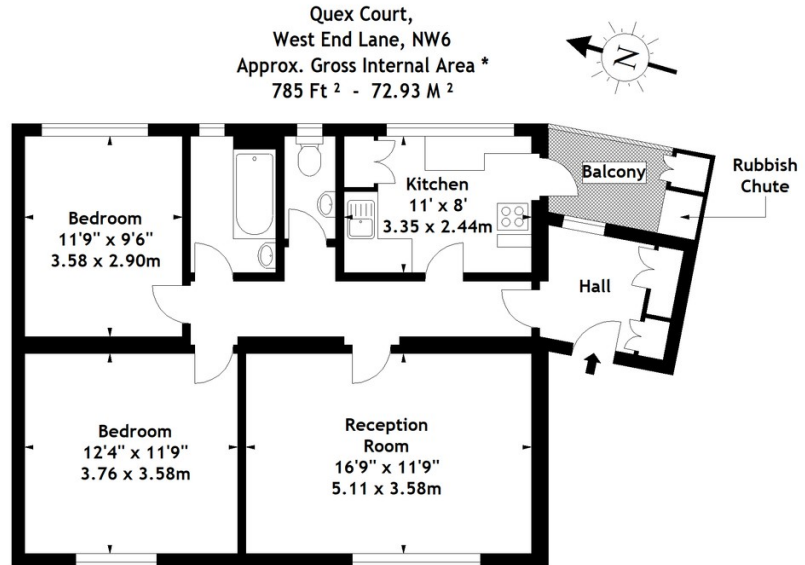 Quex Court,
West End Lane, NW6
Approx. Gross Internal Area *
785 Ft ² - 72.93 M ²
N
Bedroom
11'9" x 9'6"
3.58 x 2.90m
Kitchen
11' x 8'
3.35 x 2.44m
Balcony
Rubbish
Chute
Hall
Bedroom
12'4" x 11'9"
3.76 x 3.58m
Reception
Room
16'9" x 11'9"
5.11 x 3.58m